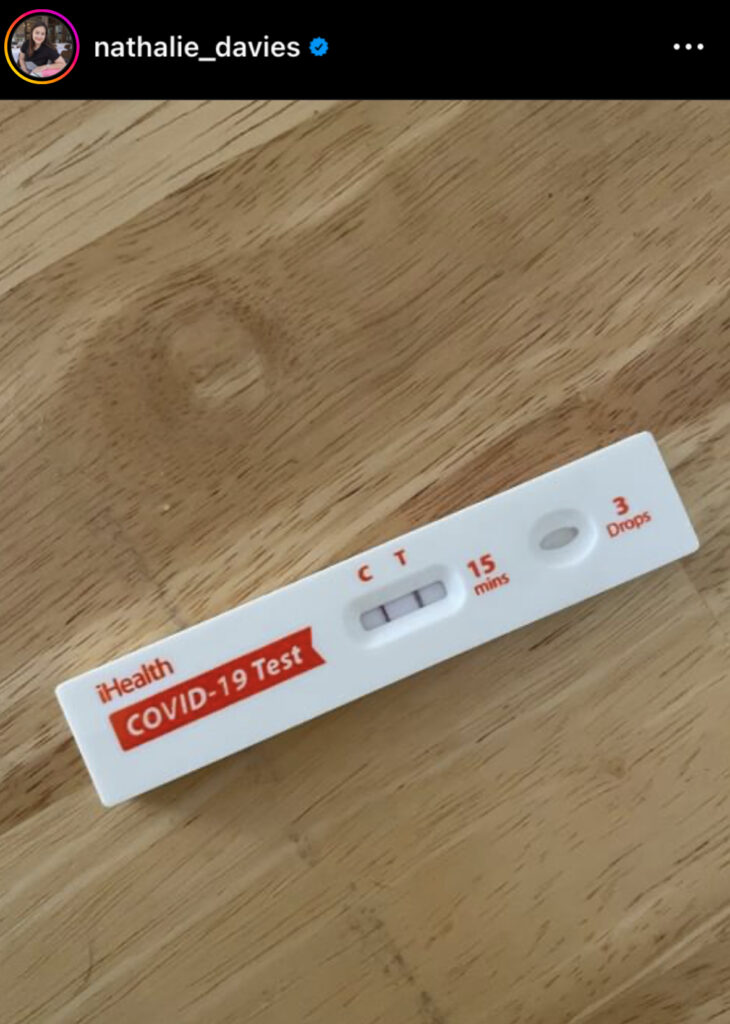 nathalie_davies
C T
15
mins
3
Drops
iHealth
COVID-19 Test